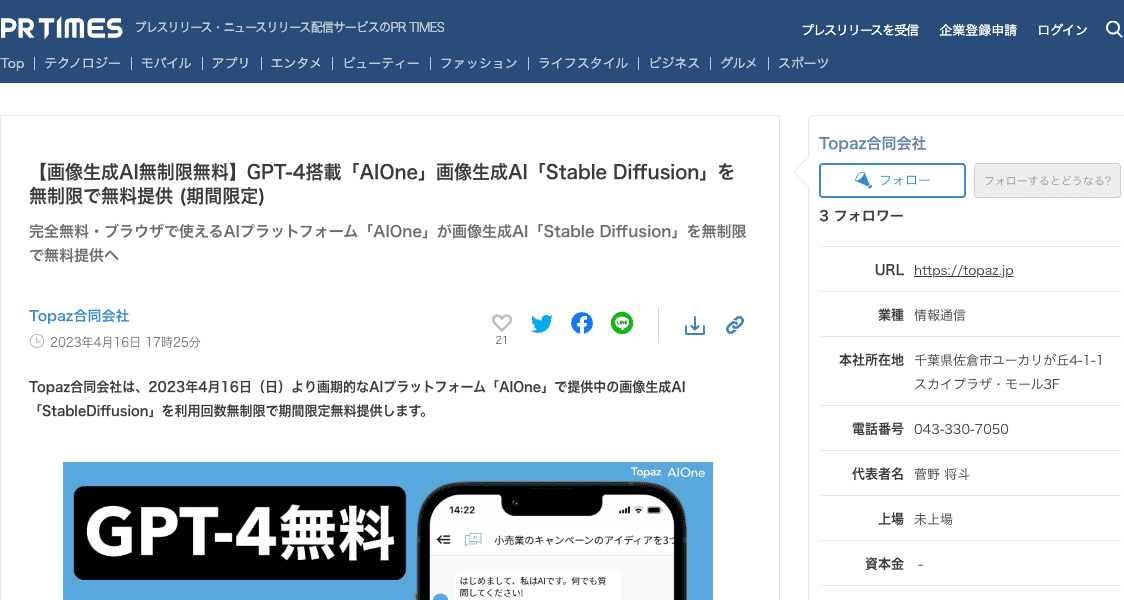 PR TIMES プレスリリース・ニュースリリース配信サービスのPR TIMES
プレスリリースを受信 企業登録申請 ログイン
Top | テクノロジー | モバイル | アプリ | エンタメ | ビューティー | ファッション | ライフスタイル | ビジネス | グルメ | スポーツ
【画像生成AI無制限無料】GPT-4搭載「AIOne」画像生成AI「Stable Diffusion」を
無制限で無料提供 (期間限定)
完全無料・ブラウザで使えるAIプラットフォーム「AIOne」が画像生成AI「Stable Diffusion」を無制限
で無料提供へ
Topaz合同会社
2023年4月16日 17時25分
21
LINE
Topaz合同会社は、2023年4月16日（日）より画期的なAIプラットフォーム「AIOne」で提供中の画像生成AI
「StableDiffusion」を利用回数無制限で期間限定無料提供します。
Topaz AIOne
GPT-4無料
14:22
小売業のキャンペーンのアイディアを3つ
はじめまして、私はAIです。何でも質
問してください!
Topaz合同会社
フォロー
フォローするとどうなる?
3 フォロワー
URL https://topaz.jp
業種 情報通信
本社所在地 千葉県佐倉市ユーカリが丘4-1-1
スカイプラザ・モール3F
電話番号 043-330-7050
代表者名 菅野 将斗
上場 未上場
資本金 -